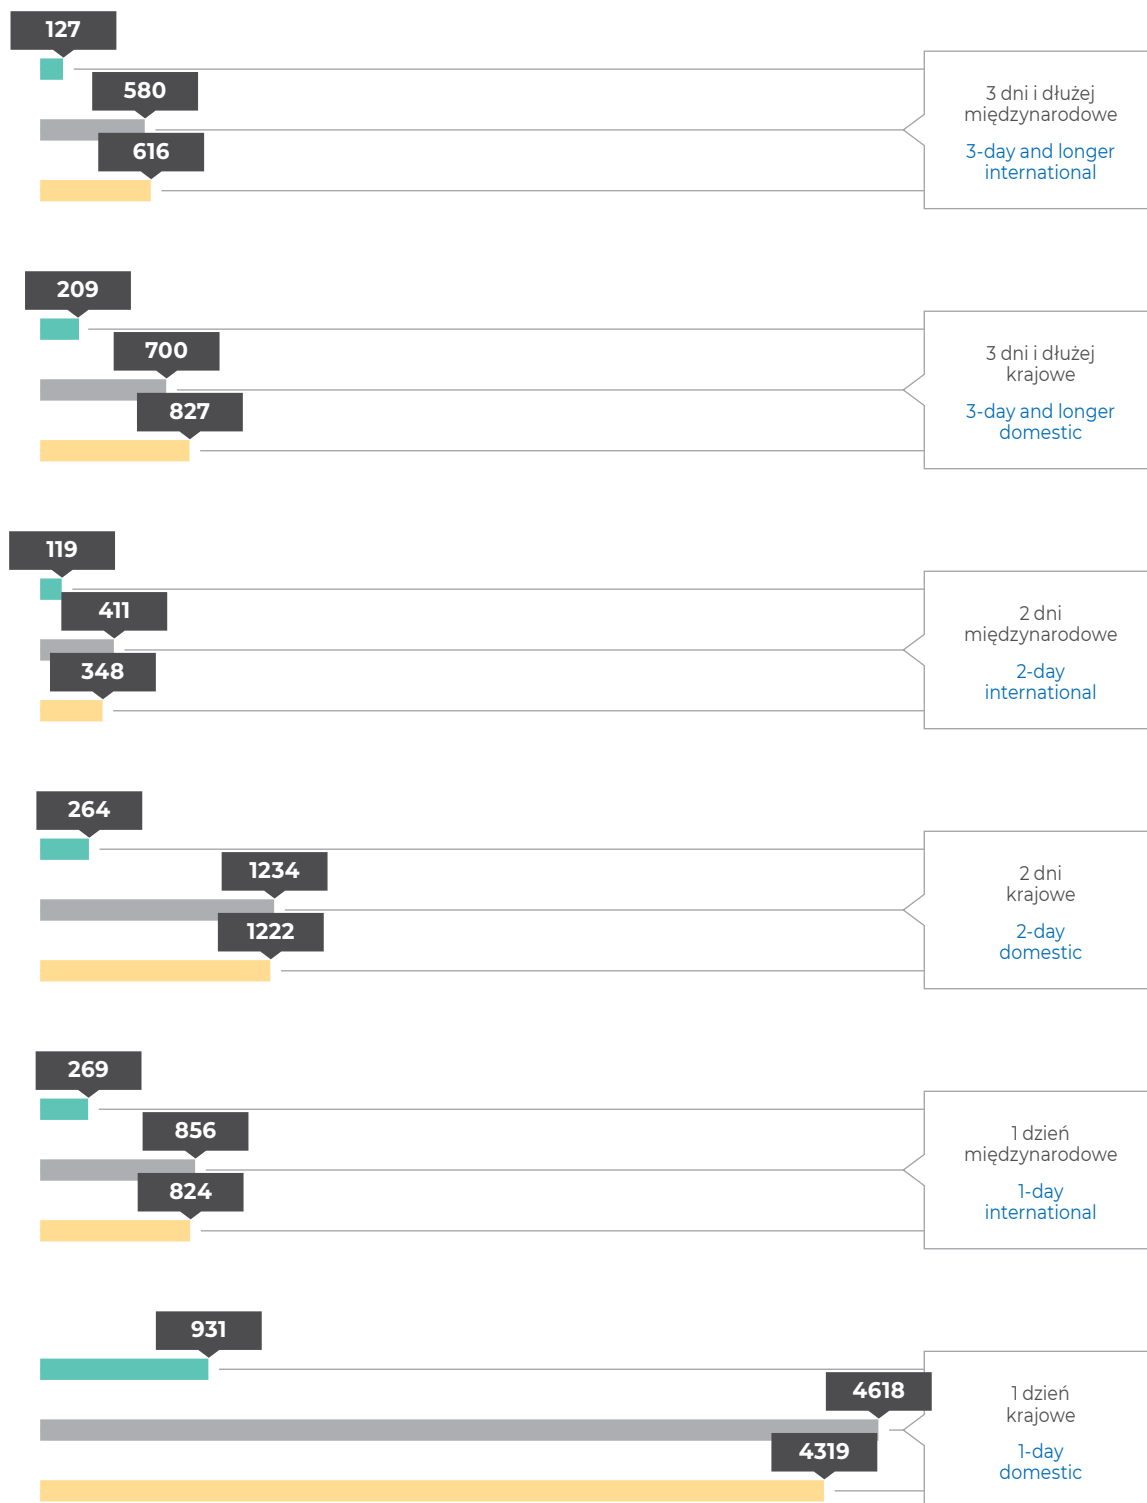 127
580
616
3 dni i dłużej
międzynarodowe
3-day and longer
international
209
700
827
3 dni i dłużej
krajowe
3-day and longer
domestic
119
411
348
2 dni
międzynarodowe
2-day
international
264
1234
1222
2 dni
krajowe
2-day
domestic
269
856
824
1 dzień
międzynarodowe
1-day
international
931
4618
4319
1 dzień
krajowe
1-day
domestic